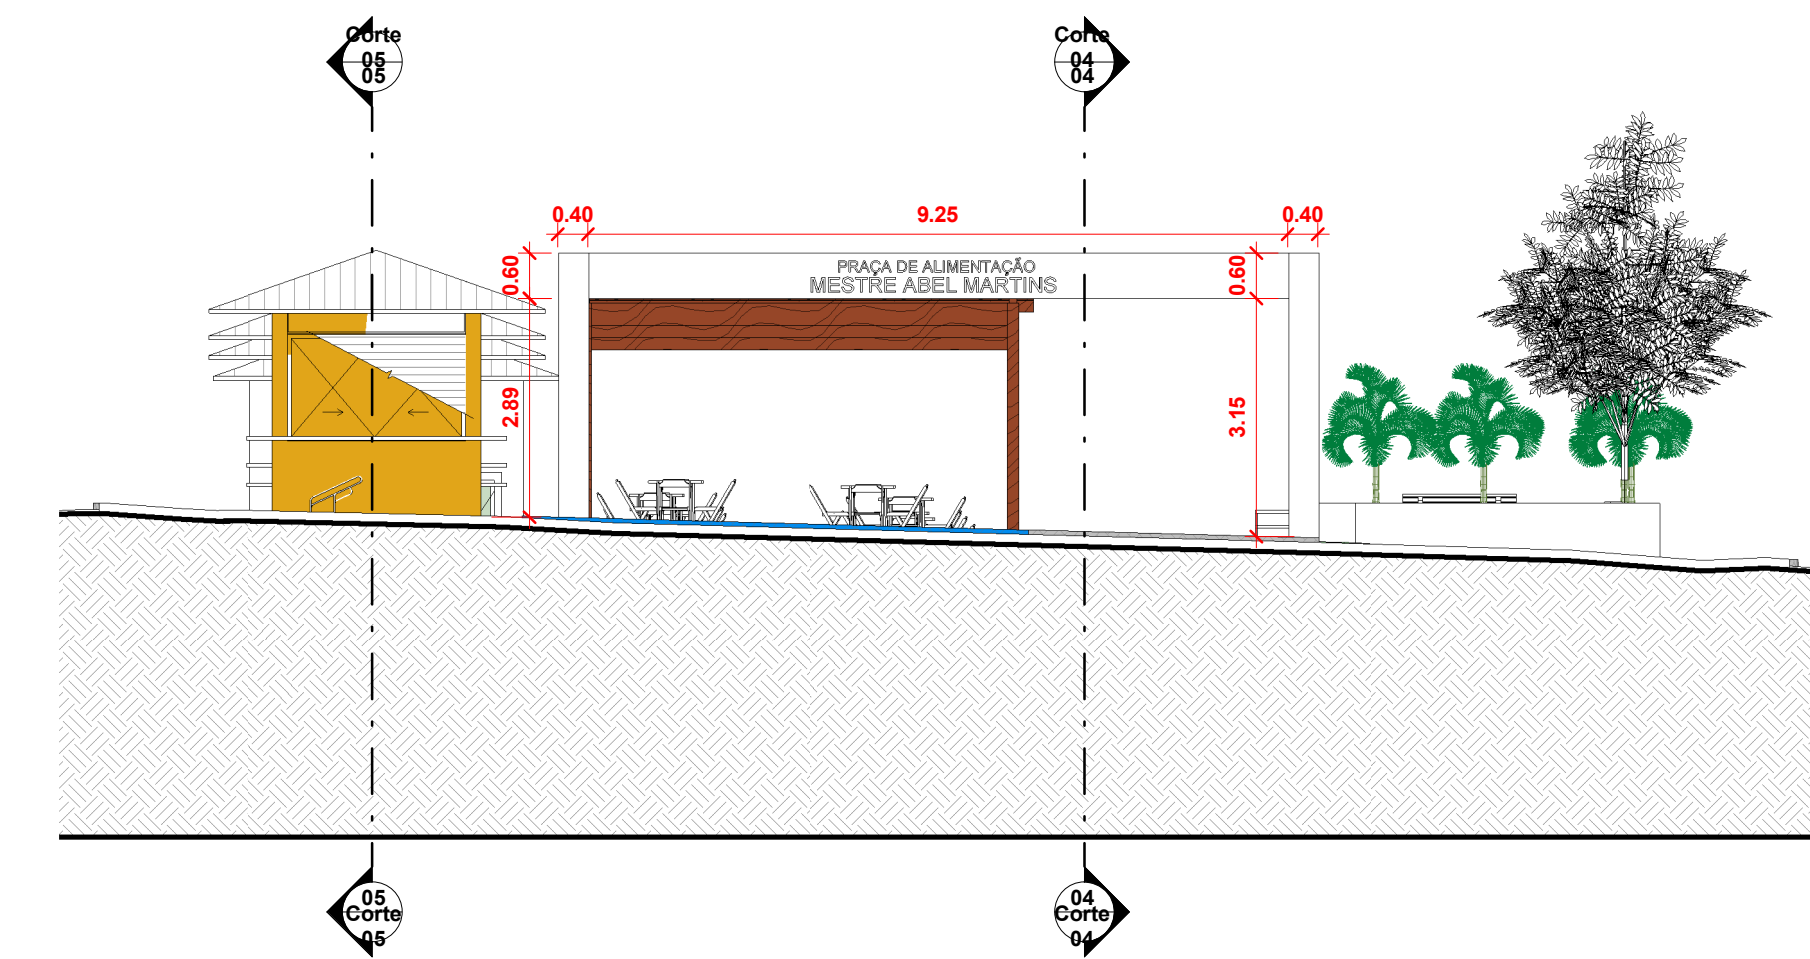 Corte
05
05
Corte
04
04
0.40
9.25
0.40
0.60
PRAÇA DE ALIMENTAÇÃO
MESTRE ABEL MARTINS
0.60
2.89
3.15
05
Corte
05
04
Corte
04